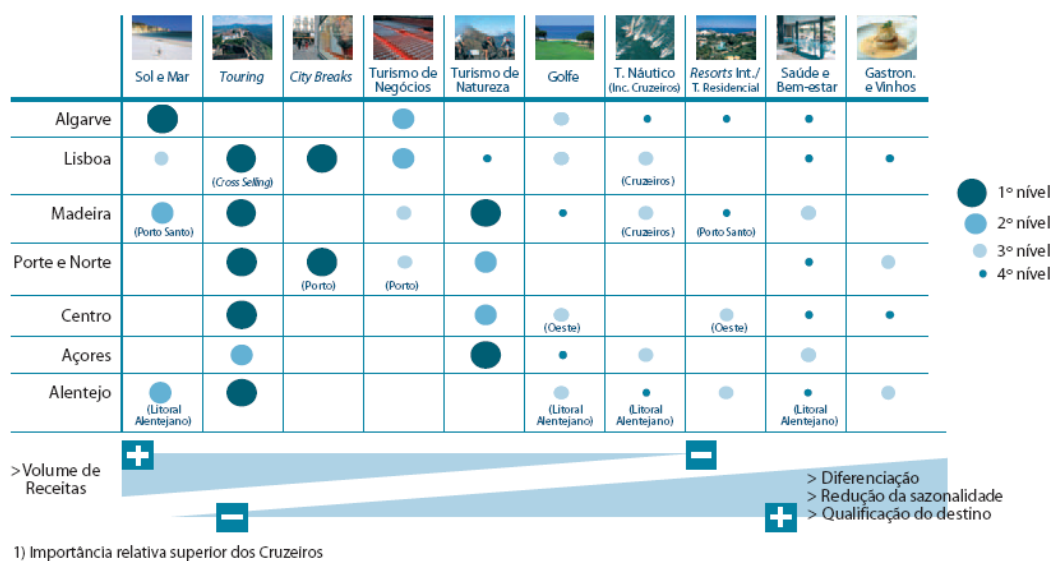 Sol e Mar
Touring
City Breaks
Turismo de
Negócios
Turismo de
Natureza
Golfe
T. Náutico
(Inc. Cruzeiros)
Resorts Int./
T. Residencial
Saúde e
Bem-estar
Gastron.
e Vinhos
Algarve
Lisboa
(Cross Selling)
(Cruzeiros)
Madeira
(Porto Santo)
(Cruzeiros)
(Porto Santo)
Porte e Norte
(Porto)
(Porto)
Centro
(Oeste)
(Oeste)
Açores
Alentejo
(Litoral
Alentejano)
(Litoral
Alentejano)
(Litoral
Alentejano)
(Litoral
Alentejano)
1º nível
2º nível
3º nível
4º nível
> Volume de
Receitas
+
−
−
+
> Diferenciação
> Redução da sazonalidade
> Qualificação do destino
1) Importância relativa superior dos Cruzeiros